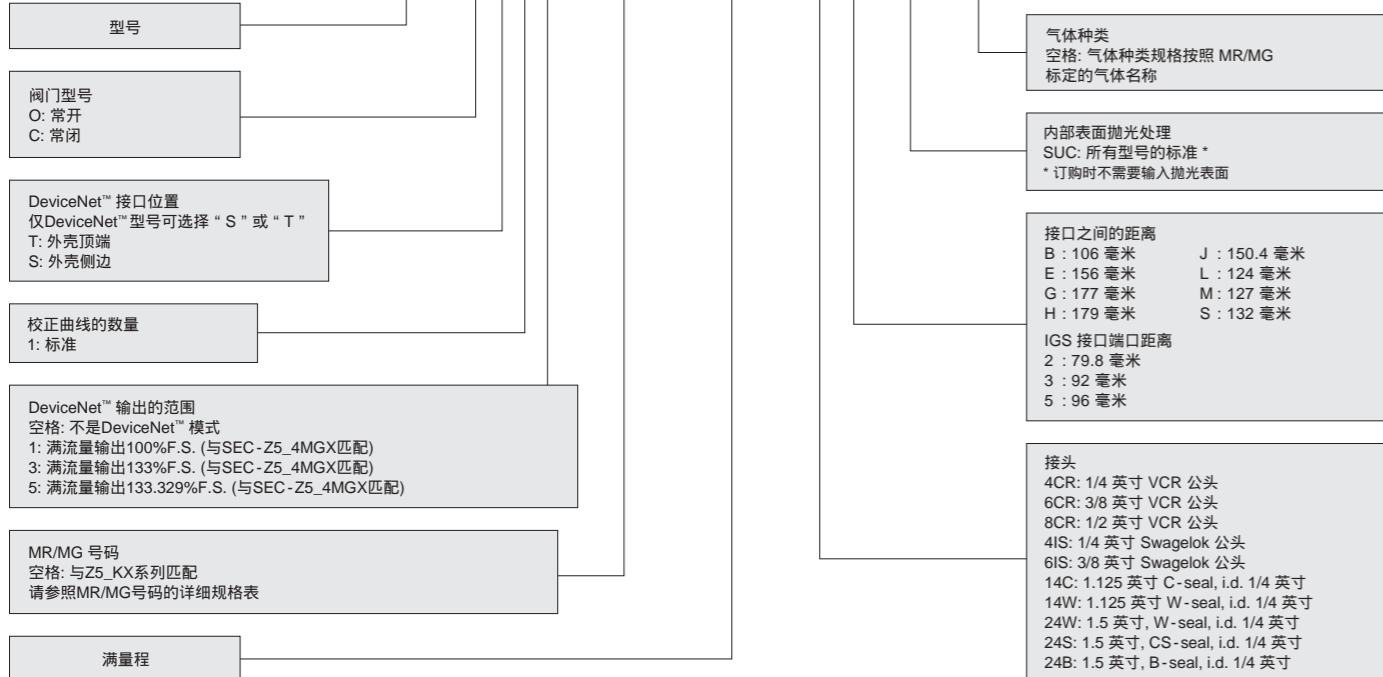 型号
阀门型号
O: 常开
C: 常闭
DeviceNet™ 接口位置
仅DeviceNet™型号可选择 “ S ” 或 “ T ”
T: 外壳顶端
S: 外壳侧边
校正曲线的数量
1: 标准
DeviceNet™ 输出的范围
空格: 不是DeviceNet™ 模式
1: 满流量输出100%F.S. (与SEC-Z5_4MGX匹配)
3: 满流量输出133%F.S. (与SEC-Z5_4MGX匹配)
5: 满流量输出133.329%F.S. (与SEC-Z5_4MGX匹配)
MR/MG 号码
空格: 与Z5_KX系列匹配
请参照MR/MG号码的详细规格表
满量程
气体种类
空格: 气体种类规格按照 MR/MG
标定的气体名称
内部表面抛光处理
SUC: 所有型号的标准 *
* 订购时不需要输入抛光表面
接口之间的距离
B : 106 毫米 J : 150.4 毫米
E : 156 毫米 L : 124 毫米
G : 177 毫米 M : 127 毫米
H : 179 毫米 S : 132 毫米
IGS 接口端口距离
2 : 79.8 毫米
3 : 92 毫米
5 : 96 毫米
接头
4CR: 1/4 英寸 VCR 公头
6CR: 3/8 英寸 VCR 公头
8CR: 1/2 英寸 VCR 公头
4IS: 1/4 英寸 Swagelok 公头
6IS: 3/8 英寸 Swagelok 公头
14C: 1.125 英寸 C-seal, i.d. 1/4 英寸
14W: 1.125 英寸 W-seal, i.d. 1/4 英寸
24W: 1.5 英寸, W-seal, i.d. 1/4 英寸
24S: 1.5 英寸, CS-seal, i.d. 1/4 英寸
24B: 1.5 英寸, B-seal, i.d. 1/4 英寸